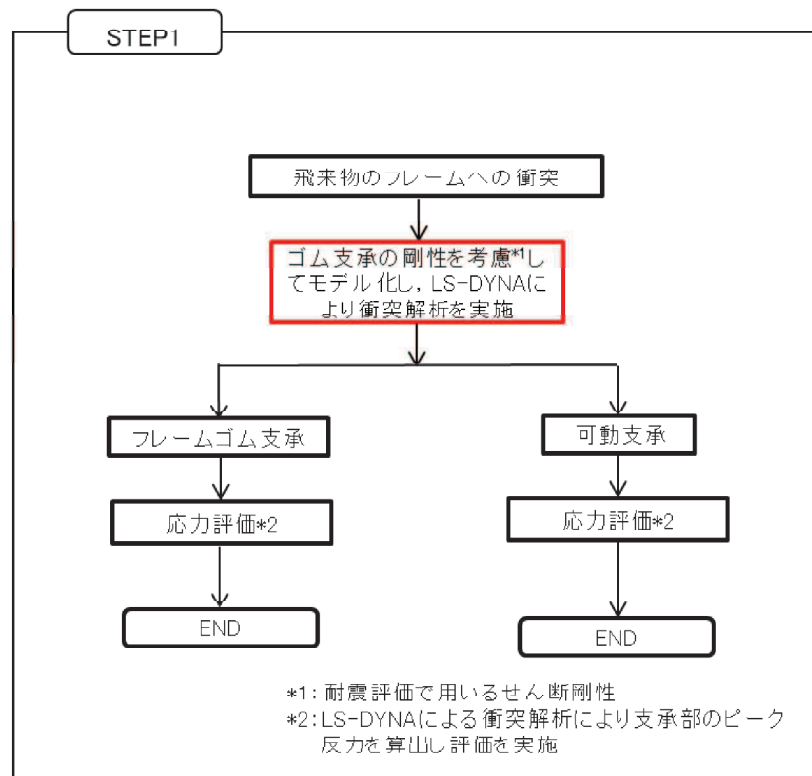 STEP1
飛来物のフレームへの衝突
ゴム支承の剛性を考慮*1し
てモデル化し，LS-DYNAに
より衝突解析を実施
フレームゴム支承
可動支承
応力評価*2
応力評価*2
END
END
*1：耐震評価で用いるせん断剛性
*2：LS-DYNAによる衝突解析により支承部のピーク
反力を算出し評価を実施